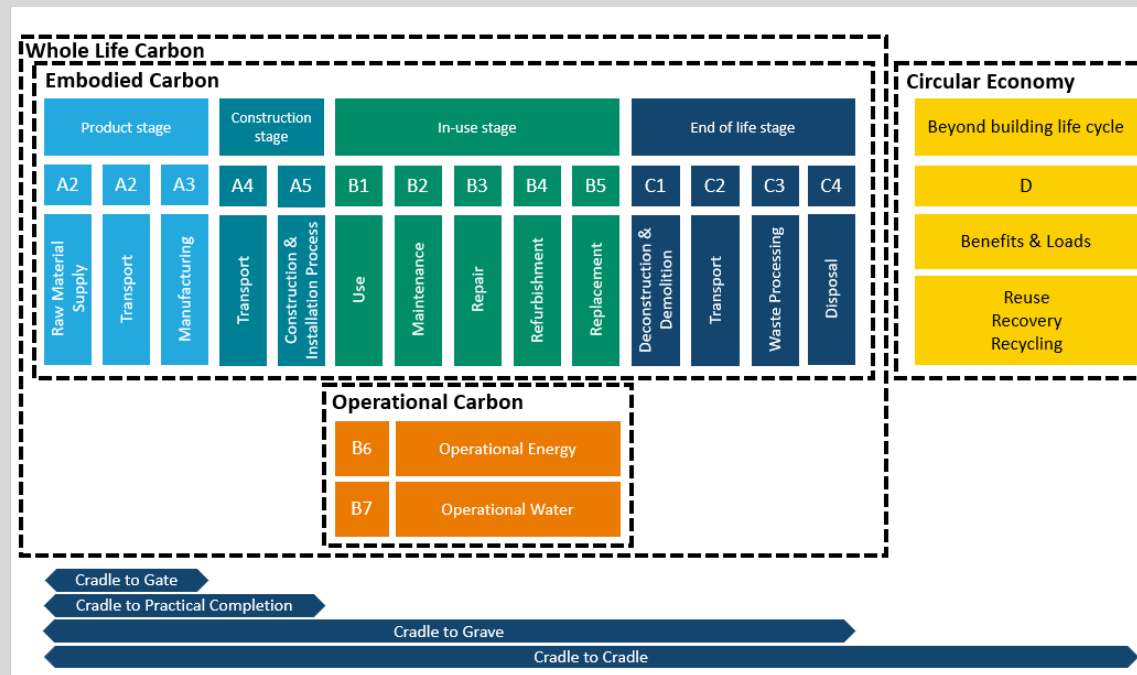 Whole Life Carbon
Embodied Carbon
Circular Economy
Product stage
Construction
stage
In-use stage
End of life stage
Beyond building life cycle
A2
A2
A3
A4
A5
B1
B2
B3
B4
B5
C1
C2
C3
C4
D
Raw Material
Supply
Transport
Manufacturing
Transport
Construction &
Installation Process
Use
Maintenance
Repair
Refurbishment
Replacement
Deconstruction &
Demolition
Transport
Waste Processing
Disposal
Benefits & Loads
Reuse
Recovery
Recycling
Operational Carbon
B6
Operational Energy
B7
Operational Water
Cradle to Gate
Cradle to Practical Completion
Cradle to Grave
Cradle to Cradle